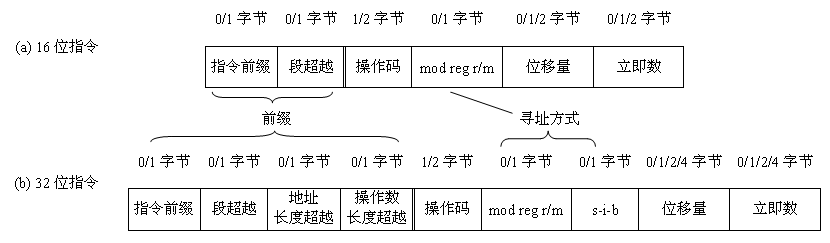 0/1 字节 0/1 字节 1/2 字节 0/1 字节 0/1/2 字节 0/1/2 字节
(a) 16 位指令
指令前缀 段超越 操作码 mod reg r/m 位移量 立即数
前缀 寻址方式
0/1 字节 0/1 字节 0/1 字节 0/1 字节 1/2 字节 0/1 字节 0/1 字节 0/1/2/4 字节 0/1/2/4 字节
(b) 32 位指令
指令前缀 段超越 地址 长度超越 操作数 长度超越 操作码 mod reg r/m s-i-b 位移量 立即数